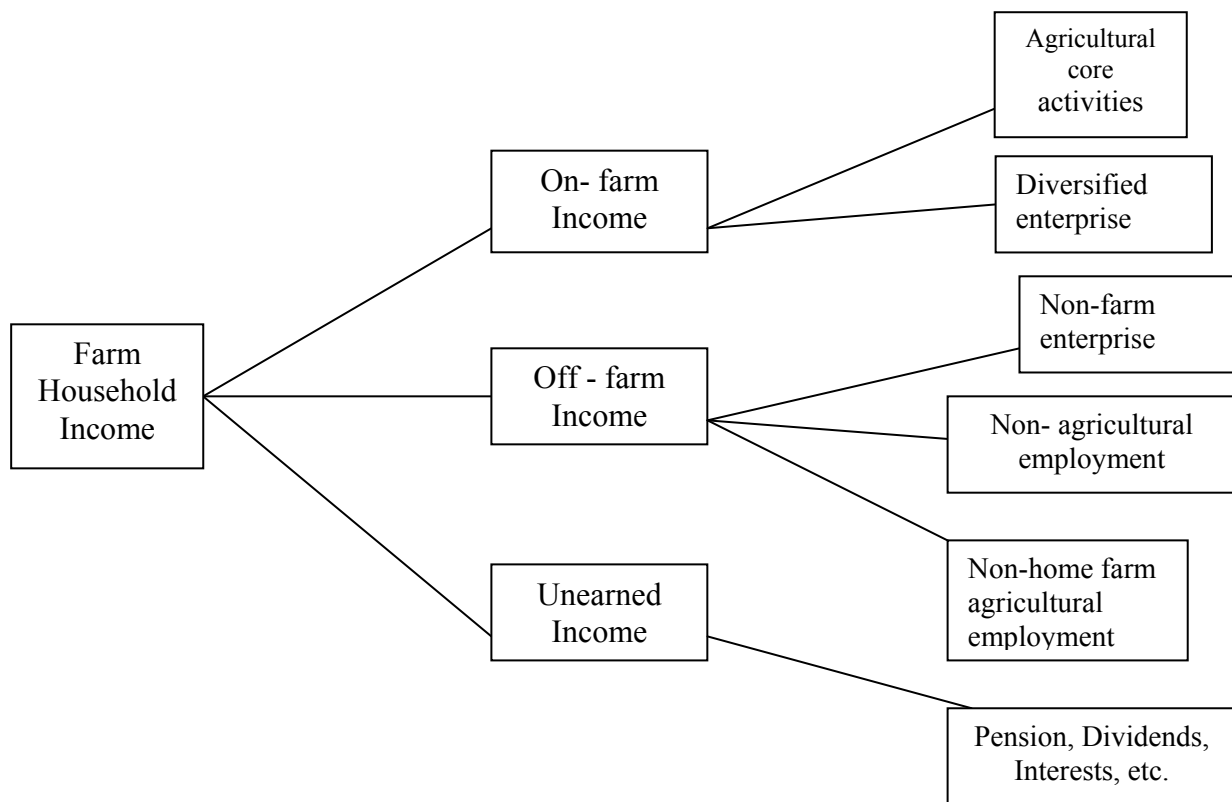 Farm
Household
Income
On- farm
Income
Agricultural
core
activities
Diversified
enterprise
Off - farm
Income
Non-farm
enterprise
Non- agricultural
employment
Non-home farm
agricultural
employment
Unearned
Income
Pension, Dividends,
Interests, etc.